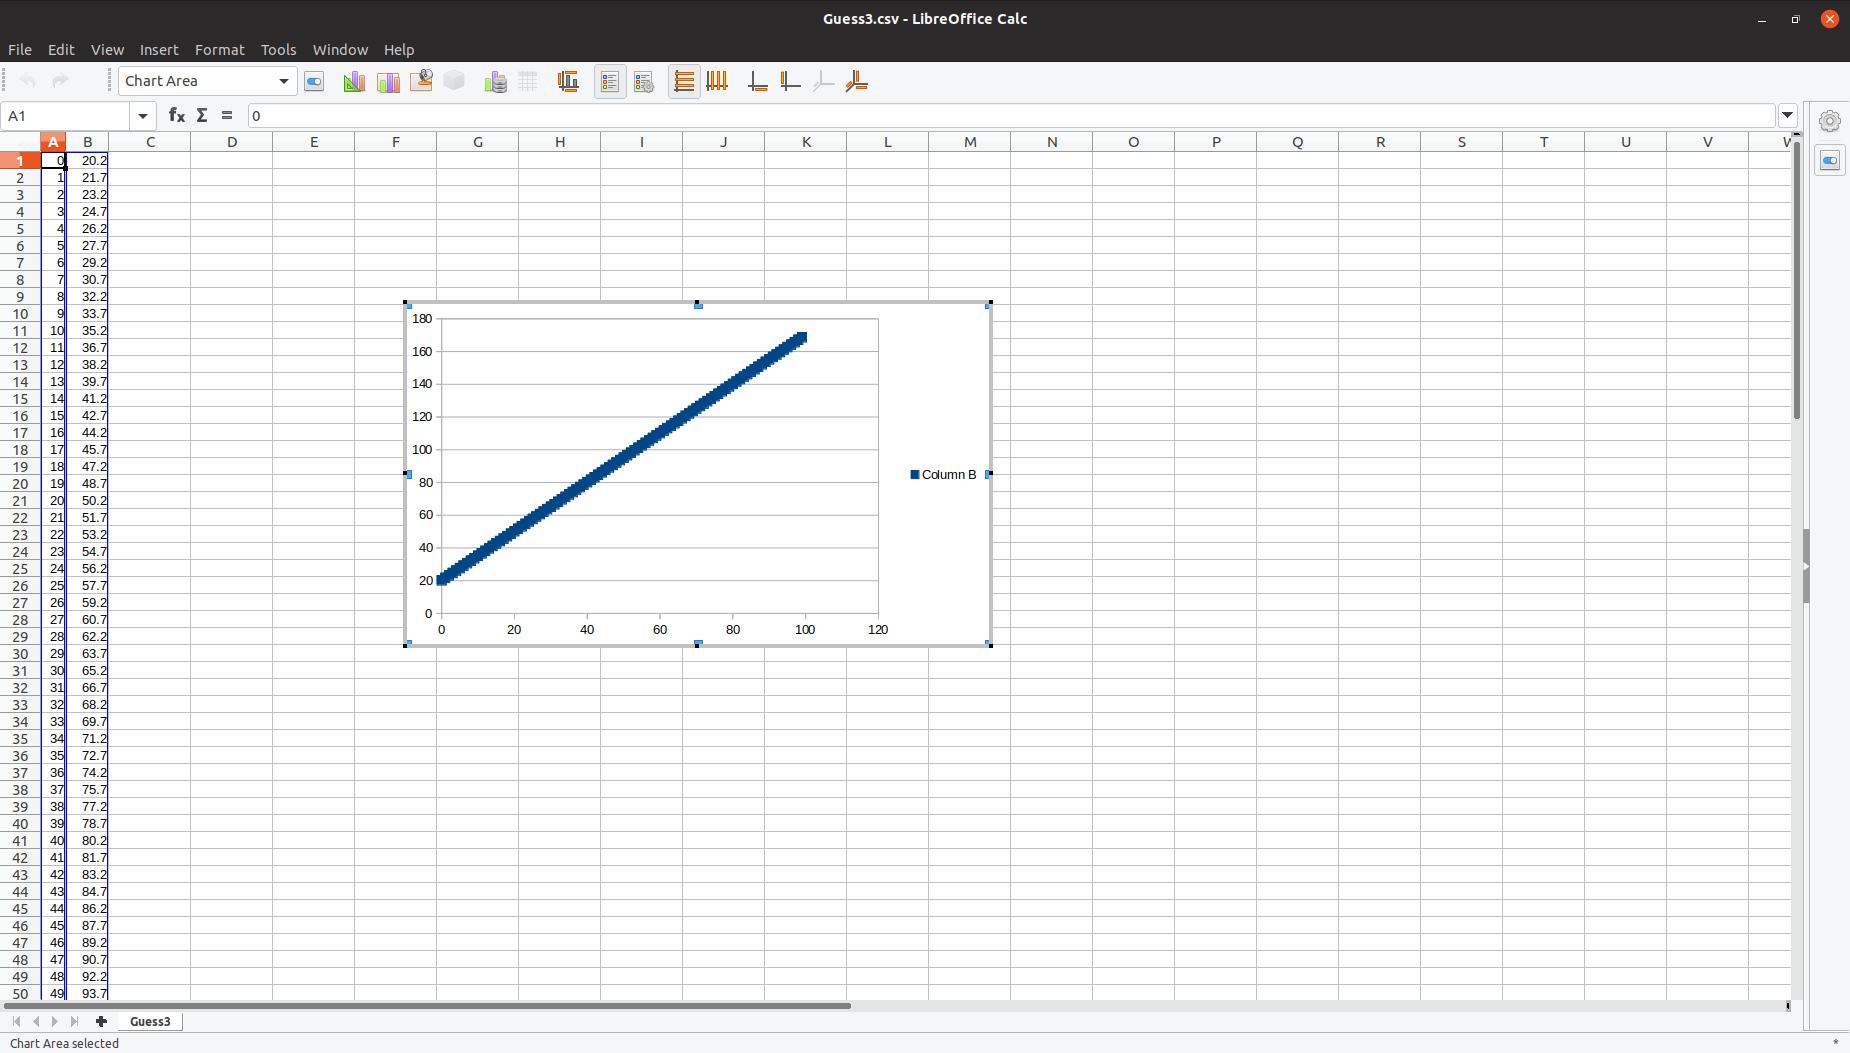 Guess3.csv - LibreOffice Calc
File Edit View Insert Format Tools Window Help
Chart Area
A1 fx Σ = 0
A B C D E F G H I J K L M N O P Q R S T U V W
1 0 20.2
2 1 21.7
3 2 23.2
4 3 24.7
5 4 26.2
6 5 27.7
7 6 29.2
8 7 30.7
9 8 32.2
10 9 33.7
11 10 35.2
12 11 36.7
13 12 38.2
14 13 39.7
15 14 41.2
16 15 42.7
17 16 44.2
18 17 45.7
19 18 47.2
20 19 48.7
21 20 50.2
22 21 51.7
23 22 53.2
24 23 54.7
25 24 56.2
26 25 57.7
27 26 59.2
28 27 60.7
29 28 62.2
30 29 63.7
31 30 65.2
32 31 66.7
33 32 68.2
34 33 69.7
35 34 71.2
36 35 72.7
37 36 74.2
38 37 75.7
39 38 77.2
40 39 78.7
41 40 80.2
42 41 81.7
43 42 83.2
44 43 84.7
45 44 86.2
46 45 87.7
47 46 89.2
48 47 90.7
49 48 92.2
50 49 93.7
180
160
140
120
100
80
60
40
20
0
0 20 40 60 80 100 120
Column B
Guess3
Chart Area selected *